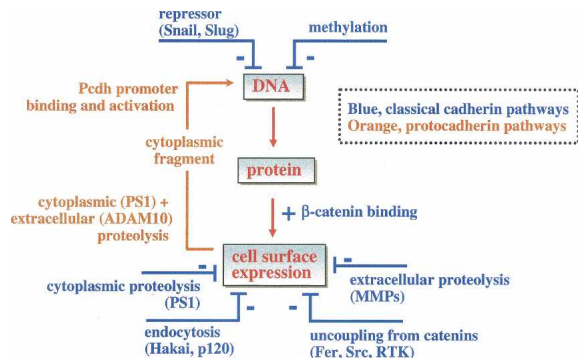 repressor
(Snail, Slug)
methylation
-
-
DNA
Pcdh promoter
binding and activation
Blue, classical cadherin pathways
Orange, protocadherin pathways
cytoplasmic
fragment
protein
cytoplasmic (PS1) +
extracellular (ADAM10)
proteolysis
+ β-catenin binding
cell surface
expression
-
-
cytoplasmic proteolysis
(PS1)
extracellular proteolysis
(MMPs)
-
-
endocytosis
(Hakai, p120)
uncoupling from catenins
(Fer, Src, RTK)